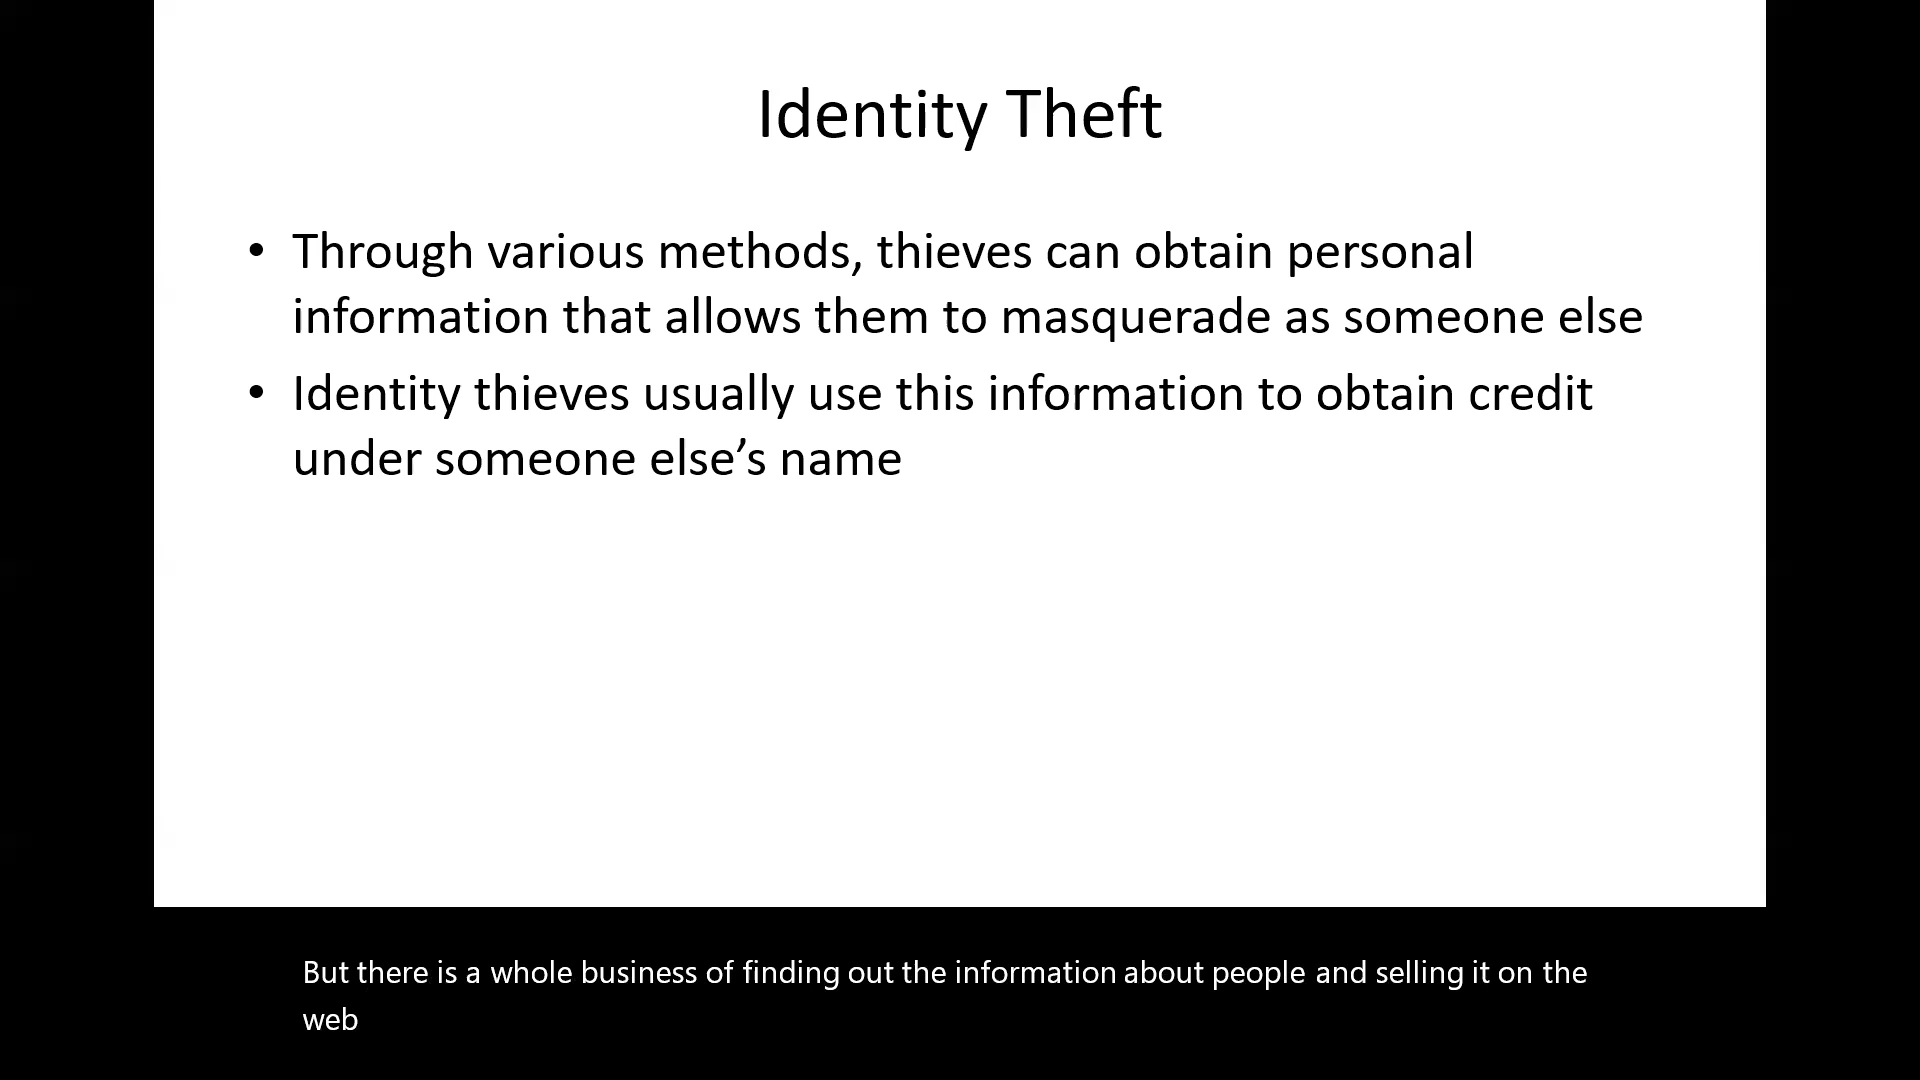 Identity Theft
• Through various methods, thieves can obtain personal
information that allows them to masquerade as someone else
• Identity thieves usually use this information to obtain credit
under someone else’s name
But there is a whole business of finding out the information about people and selling it on the
web